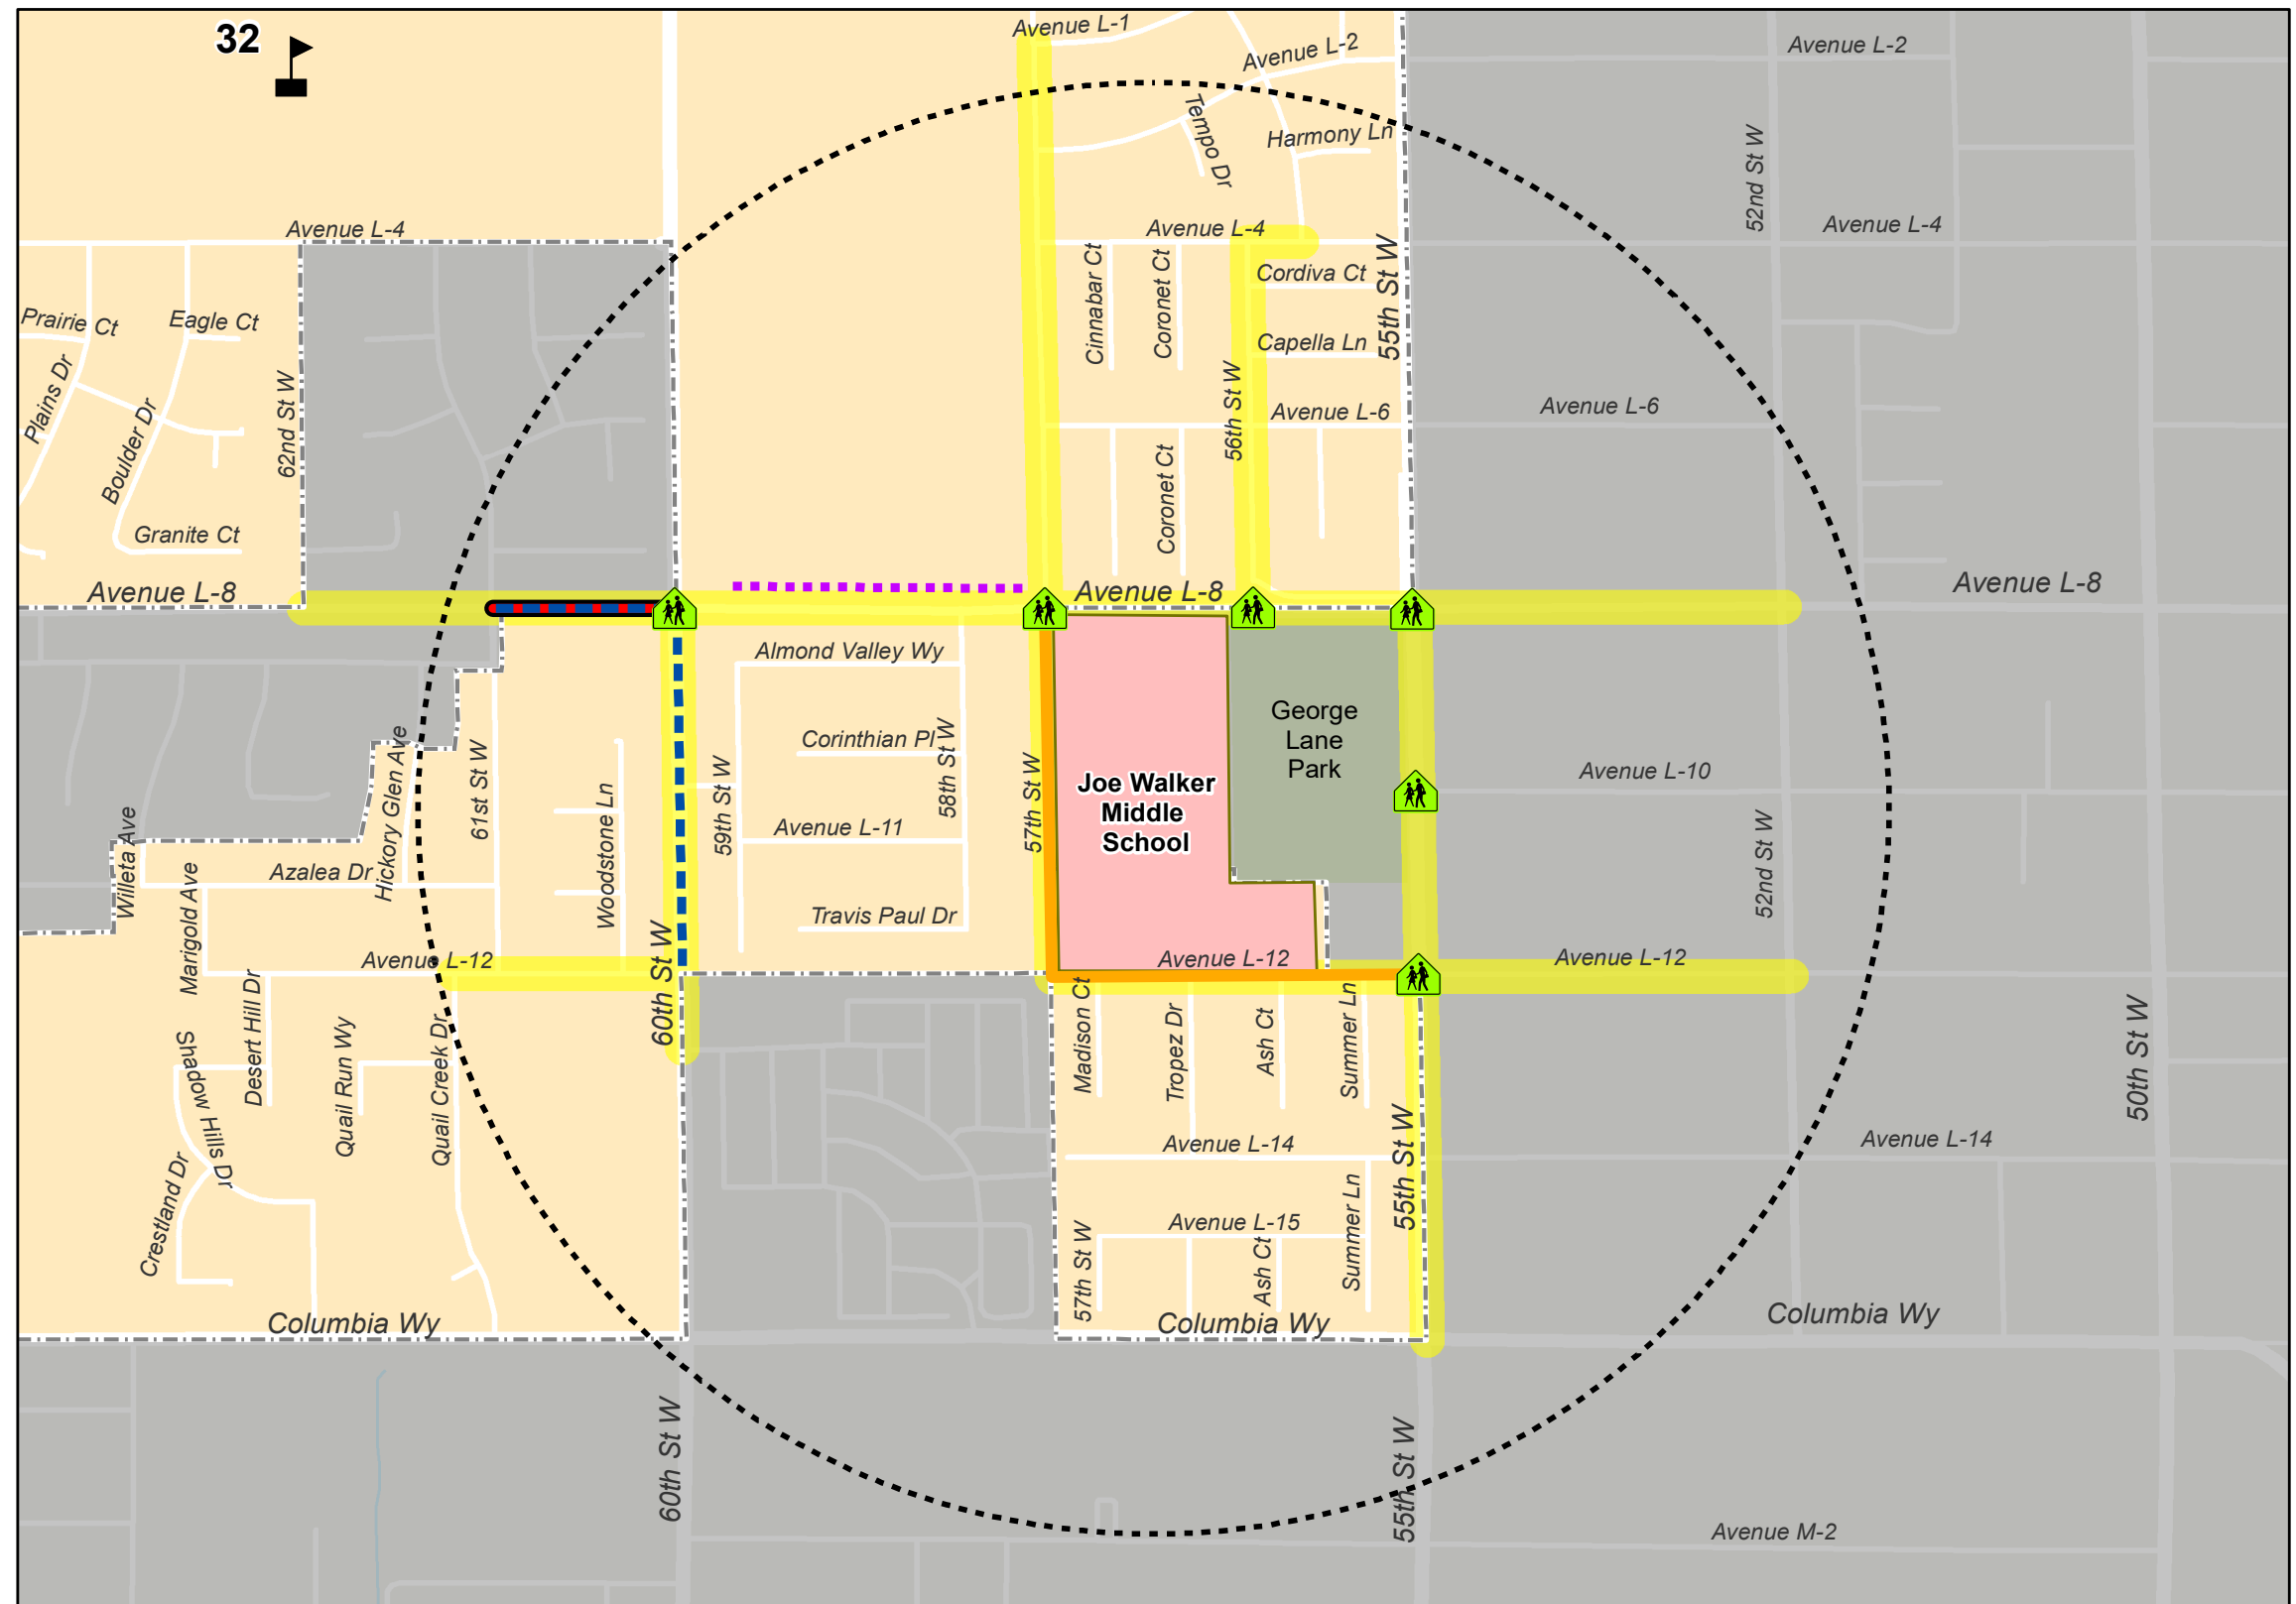 32
Avenue L-1
Avenue L-2
Avenue L-2
Tempo Dr
Harmony Ln
52nd St W
Avenue L-4
Avenue L-4
Avenue L-4
Cinnabar Ct
Coronet Ct
Cordiva Ct
55th St W
Prairie Ct
Eagle Ct
Capella Ln
Plains Dr
Boulder Dr
62nd St W
56th St W
Avenue L-6
Avenue L-6
Coronet Ct
Granite Ct
Avenue L-8
Avenue L-8
Avenue L-8
Almond Valley Wy
George
Lane
Park
Hickory Glen Ave
61st St W
Corinthian Pl
58th St W
59th St W
57th St W
Joe Walker
Middle
School
Avenue L-10
Willeta Ave
Woodstone Ln
Avenue L-11
52nd St W
Azalea Dr
Marigold Ave
Travis Paul Dr
60th St W
Avenue L-12
Avenue L-12
Avenue L-12
Desert Hill Dr
Shadow Hills Dr
Quail Run Wy
Quail Creek Dr
Madison Ct
Tropez Dr
Ash Ct
Summer Ln
50th St W
Avenue L-14
Avenue L-14
55th St W
Crestland Dr
57th St W
Avenue L-15
Ash Ct
Summer Ln
Columbia Wy
Columbia Wy
Columbia Wy
60th St W
55th St W
Avenue M-2